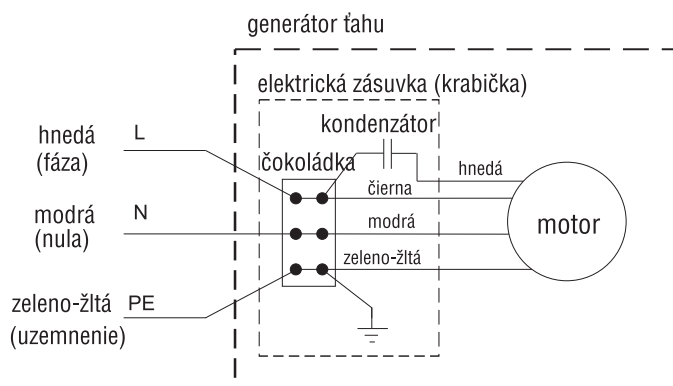 generátor ťahu
elektrická zásuvka (krabička)
kondenzátor
hnedá L
(fáza)
čokoládka
hnedá
čierna
modrá N
(nula)
modrá
motor
zeleno-žltá
zeleno-žltá PE
(uzemnenie)